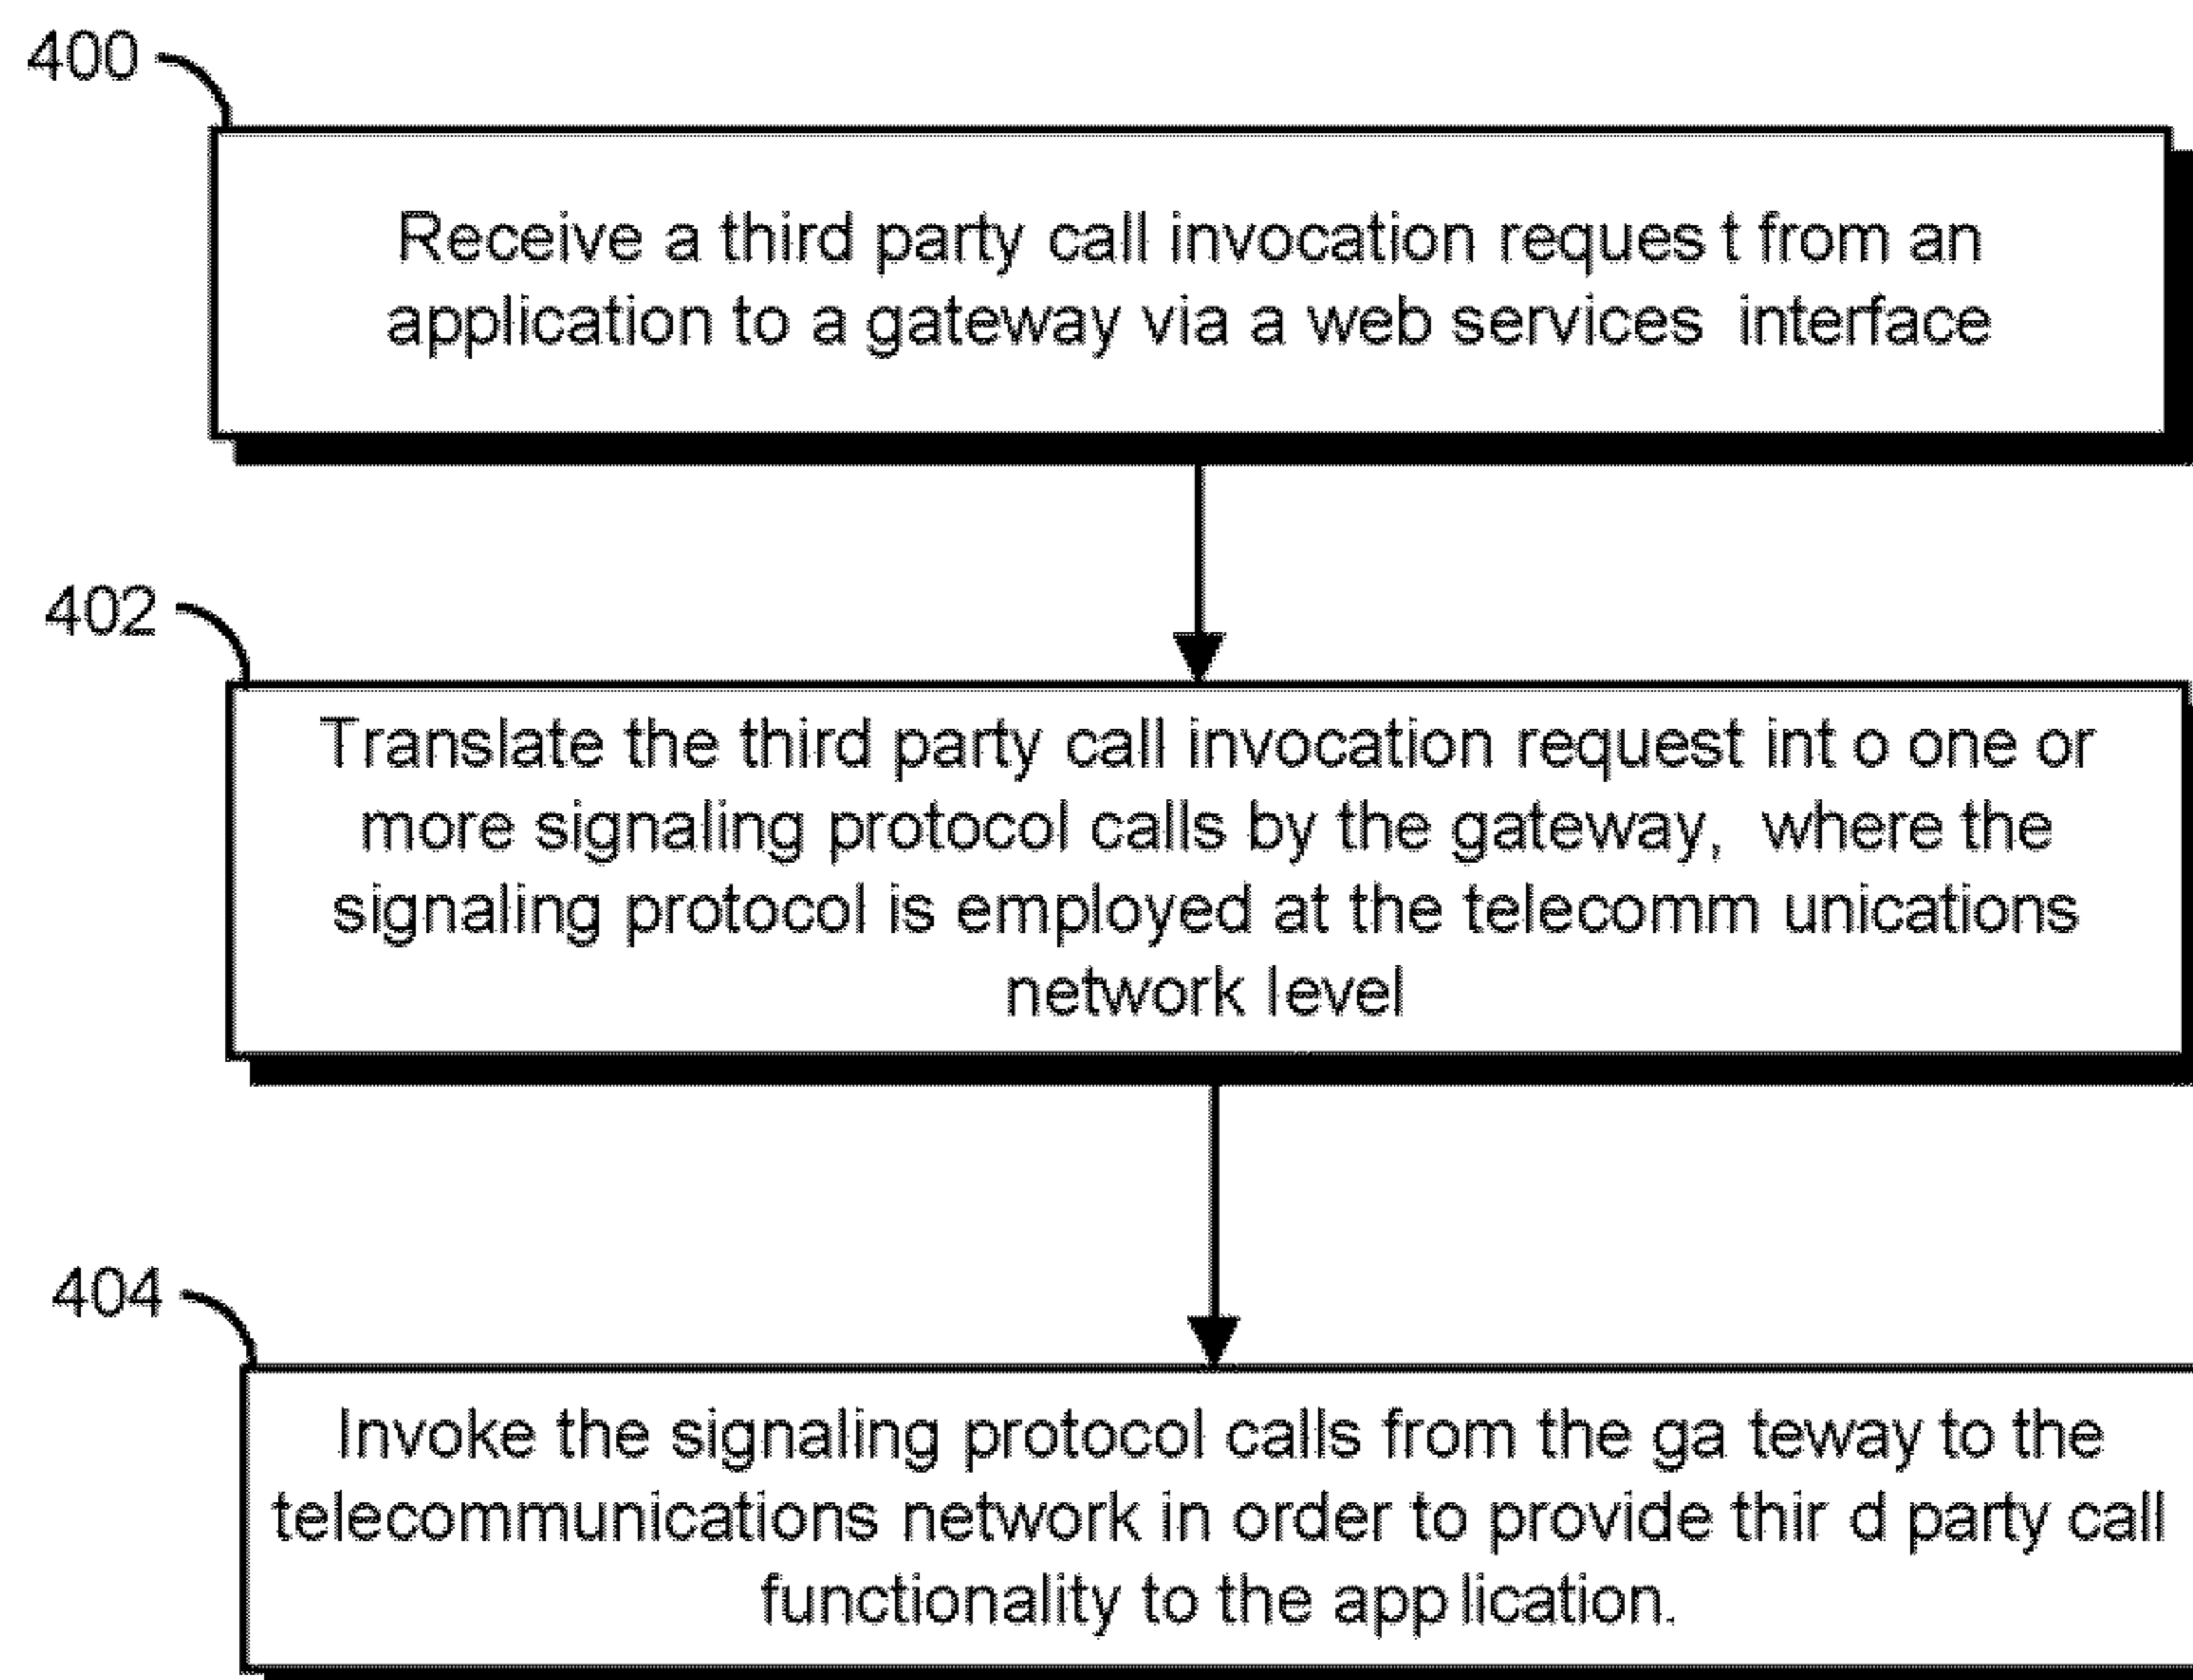 400
Receive a third party call invocation reques t from an
application to a gateway via a web services interface
402
Translate the third party call invocation request int o one or
more signaling protocol calls by the gateway, where the
signaling protocol is employed at the telecomm unications
network level
404
Invoke the signaling protocol calls from the ga teway to the
telecommunications network in order to provide thir d party call
functionality to the app lication.